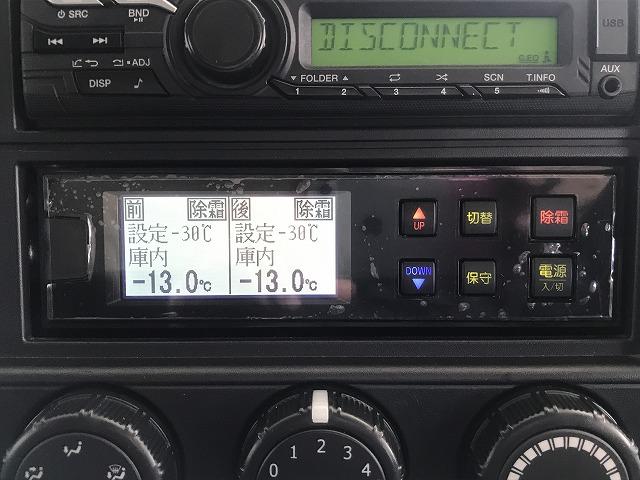 SRC
BND
DISCONNECT
C.EQ
USB
DISP
ADJ
FOLDER
SCN
T.INFO
1 2 3 4 5 6
AUX
前 除霜 後 除霜
設定-30℃ 設定-30℃
庫内 庫内
-13.0℃ -13.0℃
UP
切替
除霜
DOWN
保守
電源
入/切
0 1 2 3 4